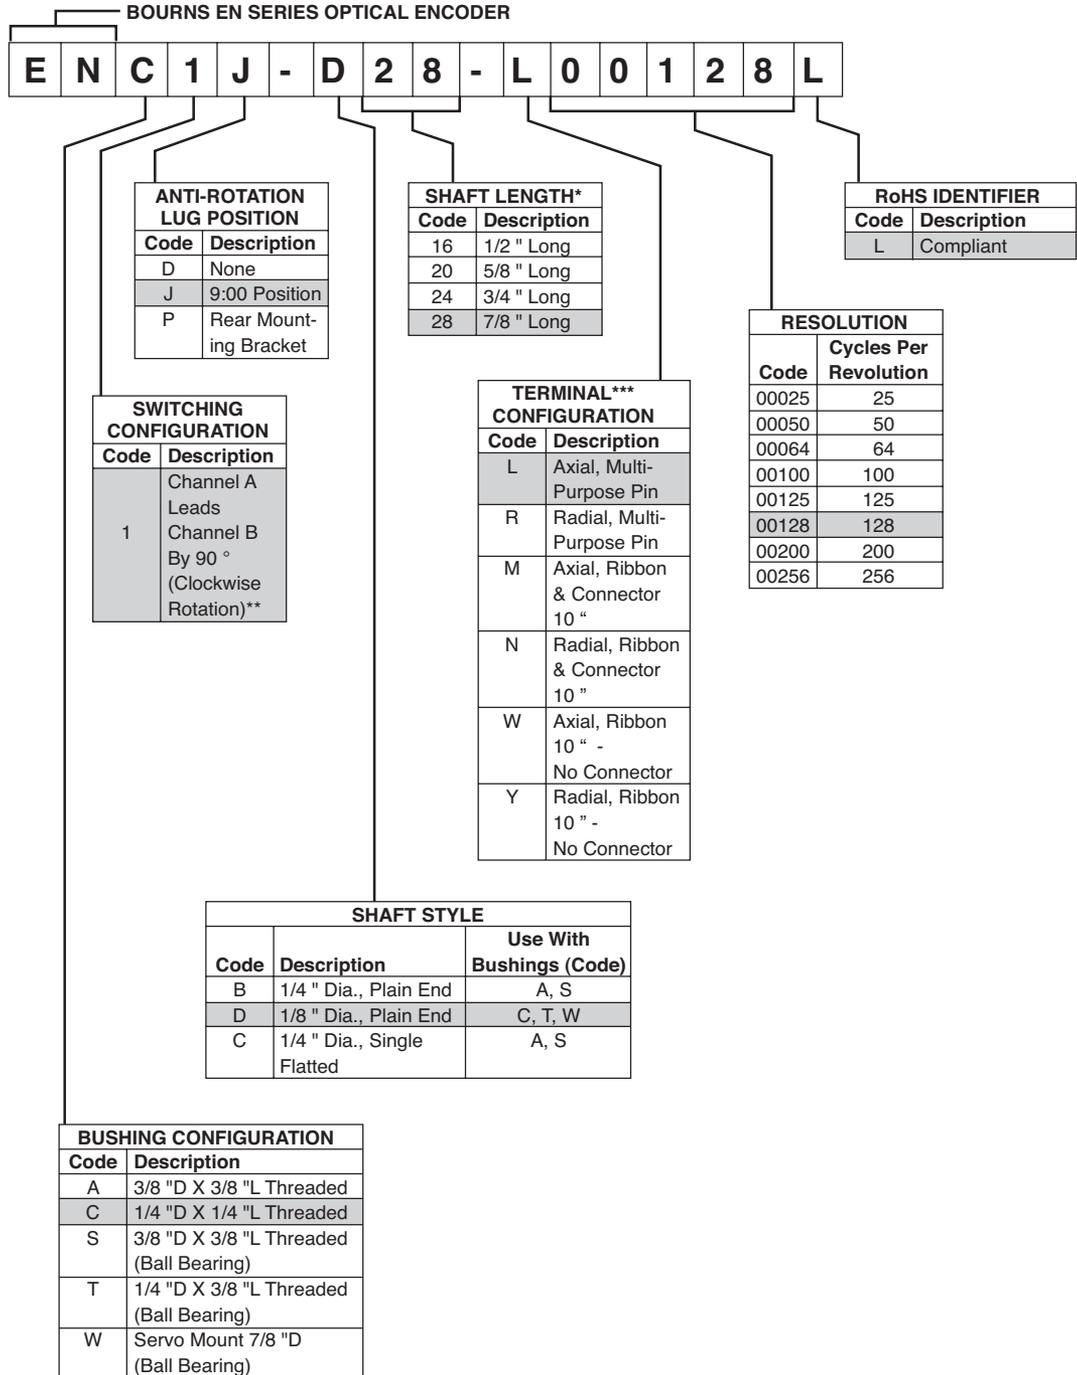 BOURNS EN SERIES OPTICAL ENCODER
E N C 1 J - D 2 8 - L 0 0 1 2 8 L
ANTI-ROTATION
LUG POSITION
Code Description
D None
J 9:00 Position
P Rear Mount-
ing Bracket
SHAFT LENGTH*
Code Description
16 1/2 " Long
20 5/8 " Long
24 3/4 " Long
28 7/8 " Long
RoHS IDENTIFIER
Code Description
L Compliant
RESOLUTION
Cycles Per
Code Revolution
00025 25
00050 50
00064 64
00100 100
00125 125
00128 128
00200 200
00256 256
SWITCHING
CONFIGURATION
Code Description
Channel A
Leads
1 Channel B
By 90 °
(Clockwise
Rotation)**
TERMINAL***
CONFIGURATION
Code Description
L Axial, Multi-
Purpose Pin
R Radial, Multi-
Purpose Pin
M Axial, Ribbon
& Connector
10 “
N Radial, Ribbon
& Connector
10 ”
W Axial, Ribbon
10 “ -
No Connector
Y Radial, Ribbon
10 ” -
No Connector
SHAFT STYLE
Use With
Code Description Bushings (Code)
B 1/4 " Dia., Plain End A, S
D 1/8 " Dia., Plain End C, T, W
C 1/4 " Dia., Single A, S
Flatted
BUSHING CONFIGURATION
Code Description
A 3/8 "D X 3/8 "L Threaded
C 1/4 "D X 1/4 "L Threaded
S 3/8 "D X 3/8 "L Threaded
(Ball Bearing)
T 1/4 "D X 3/8 "L Threaded
(Ball Bearing)
W Servo Mount 7/8 "D
(Ball Bearing)